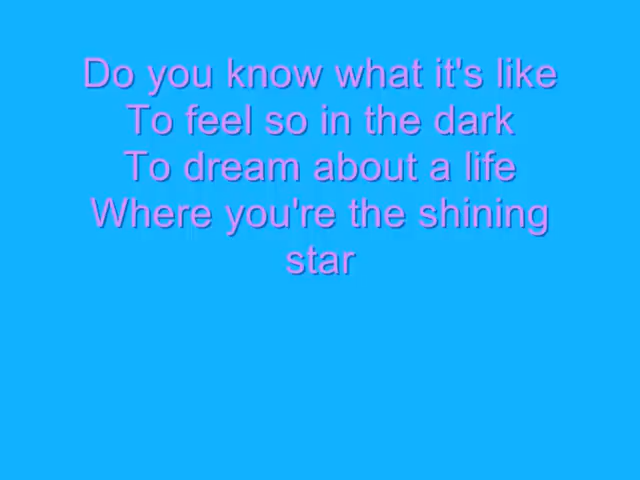 Do you know what it's like
To feel so in the dark
To dream about a life
Where you're the shining
star